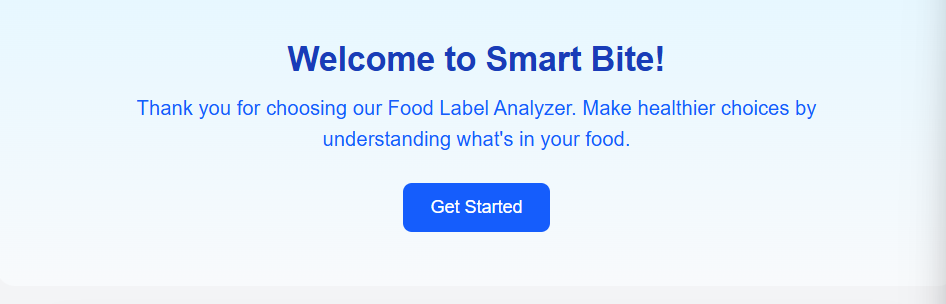 Welcome to Smart Bite!
Thank you for choosing our Food Label Analyzer. Make healthier choices by
understanding what's in your food.
Get Started